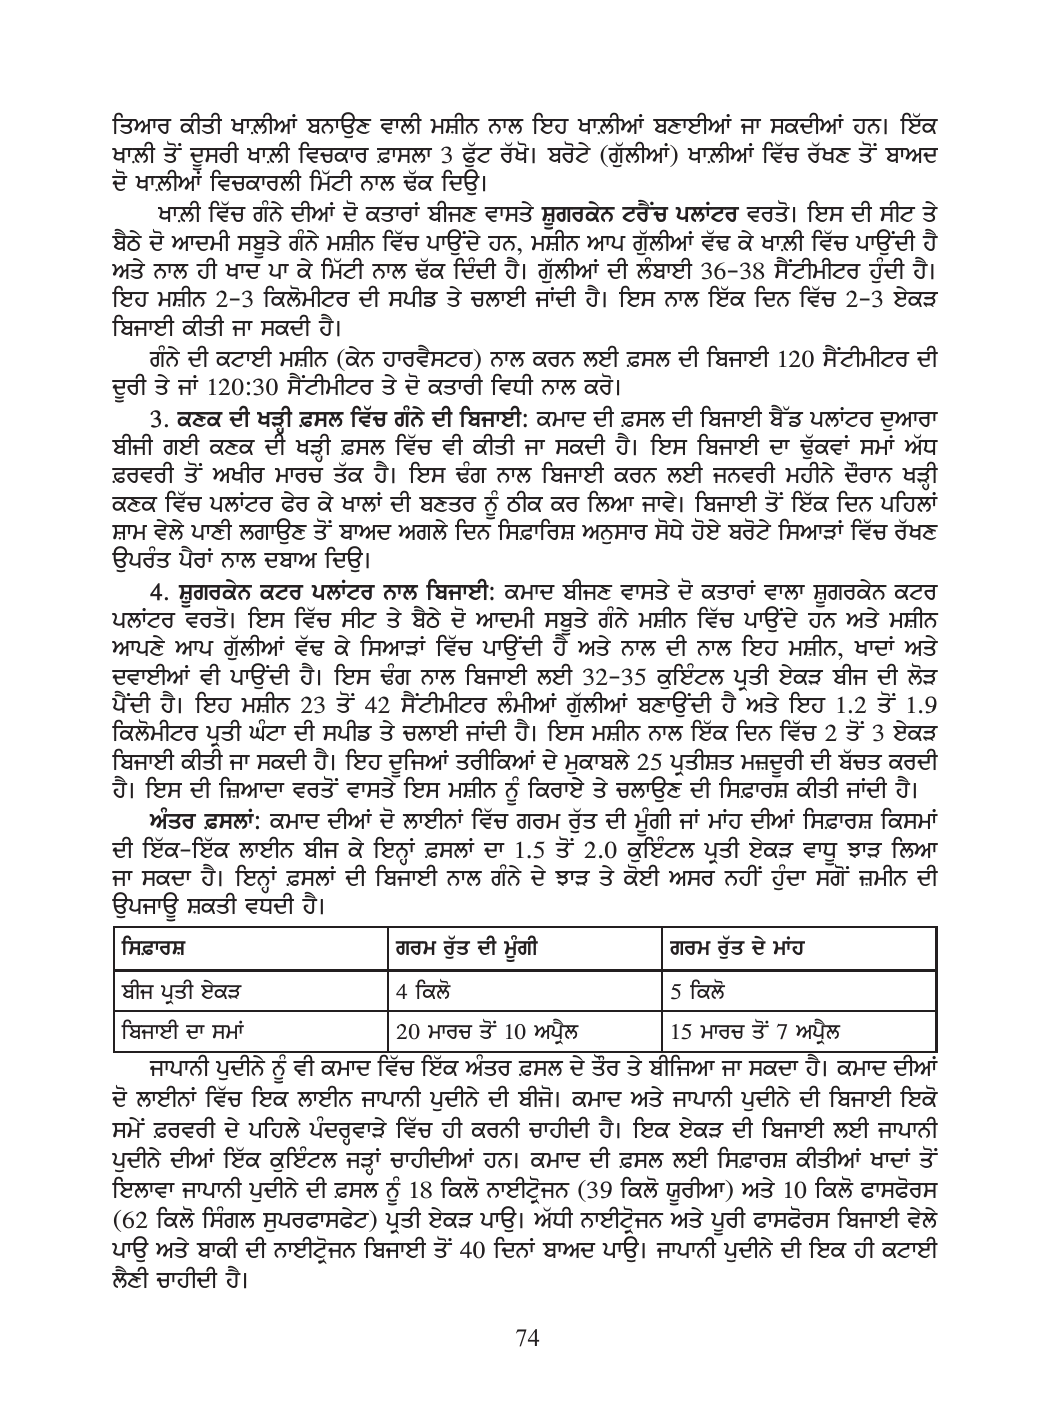 ਤਿਆਰ ਕੀਤੀ ਖਾਲ਼ੀਆਂ ਬਨਾਉਣ ਵਾਲੀ ਮਸ਼ੀਨ ਨਾਲ ਇਹ ਖਾਲ਼ੀਆਂ ਬਣਾਈਆਂ ਜਾ ਸਕਦੀਆਂ ਹਨ। ਇੱਕ
ਖਾਲ਼ੀ ਤੋਂ ਦੂਸਰੀ ਖਾਲ਼ੀ ਵਿਚਕਾਰ ਫ਼ਾਸਲਾ 3 ਫੁੱਟ ਰੱਖੋ। ਬਰੋਟੇ (ਗੁੱਲੀਆਂ) ਖਾਲ਼ੀਆਂ ਵਿੱਚ ਰੱਖਣ ਤੋਂ ਬਾਅਦ
ਦੋ ਖਾਲ਼ੀਆਂ ਵਿਚਕਾਰਲੀ ਮਿੱਟੀ ਨਾਲ ਢੱਕ ਦਿਉ।
ਖਾਲ਼ੀ ਵਿੱਚ ਗੰਨੇ ਦੀਆਂ ਦੋ ਕਤਾਰਾਂ ਬੀਜਣ ਵਾਸਤੇ ਸ਼ੂਗਰਕੇਨ ਟਰੈਂਚ ਪਲਾਂਟਰ ਵਰਤੋ। ਇਸ ਦੀ ਸੀਟ ਤੇ
ਬੈਠੇ ਦੋ ਆਦਮੀ ਸਬੂਤੇ ਗੰਨੇ ਮਸ਼ੀਨ ਵਿੱਚ ਪਾਉਂਦੇ ਹਨ, ਮਸ਼ੀਨ ਆਪ ਗੁੱਲੀਆਂ ਵੱਢ ਕੇ ਖਾਲ਼ੀ ਵਿੱਚ ਪਾਉਂਦੀ ਹੈ
ਅਤੇ ਨਾਲ ਹੀ ਖਾਦ ਪਾ ਕੇ ਮਿੱਟੀ ਨਾਲ ਢੱਕ ਦਿੰਦੀ ਹੈ। ਗੁੱਲੀਆਂ ਦੀ ਲੰਬਾਈ 36-38 ਸੈਂਟੀਮੀਟਰ ਹੁੰਦੀ ਹੈ।
ਇਹ ਮਸ਼ੀਨ 2-3 ਕਿਲੋਮੀਟਰ ਦੀ ਸਪੀਡ ਤੇ ਚਲਾਈ ਜਾਂਦੀ ਹੈ। ਇਸ ਨਾਲ ਇੱਕ ਦਿਨ ਵਿੱਚ 2-3 ਏਕੜ
ਬਿਜਾਈ ਕੀਤੀ ਜਾ ਸਕਦੀ ਹੈ।
ਗੰਨੇ ਦੀ ਕਟਾਈ ਮਸ਼ੀਨ (ਕੇਨ ਹਾਰਵੈਸਟਰ) ਨਾਲ ਕਰਨ ਲਈ ਫ਼ਸਲ ਦੀ ਬਿਜਾਈ 120 ਸੈਂਟੀਮੀਟਰ ਦੀ
ਦੂਰੀ ਤੇ ਜਾਂ 120:30 ਸੈਂਟੀਮੀਟਰ ਤੇ ਦੋ ਕਤਾਰੀ ਵਿਧੀ ਨਾਲ ਕਰੋ।
3. ਕਣਕ ਦੀ ਖੜ੍ਹੀ ਫ਼ਸਲ ਵਿੱਚ ਗੰਨੇ ਦੀ ਬਿਜਾਈ: ਕਮਾਦ ਦੀ ਫ਼ਸਲ ਦੀ ਬਿਜਾਈ ਬੈੱਡ ਪਲਾਂਟਰ ਦੁਆਰਾ
ਬੀਜੀ ਗਈ ਕਣਕ ਦੀ ਖੜ੍ਹੀ ਫ਼ਸਲ ਵਿੱਚ ਵੀ ਕੀਤੀ ਜਾ ਸਕਦੀ ਹੈ। ਇਸ ਬਿਜਾਈ ਦਾ ਢੁੱਕਵਾਂ ਸਮਾਂ ਅੱਧ
ਫ਼ਰਵਰੀ ਤੋਂ ਅਖੀਰ ਮਾਰਚ ਤੱਕ ਹੈ। ਇਸ ਢੰਗ ਨਾਲ ਬਿਜਾਈ ਕਰਨ ਲਈ ਜਨਵਰੀ ਮਹੀਨੇ ਦੌਰਾਨ ਖੜ੍ਹੀ
ਕਣਕ ਵਿੱਚ ਪਲਾਂਟਰ ਫੇਰ ਕੇ ਖਾਲਾਂ ਦੀ ਬਣਤਰ ਨੂੰ ਠੀਕ ਕਰ ਲਿਆ ਜਾਵੇ। ਬਿਜਾਈ ਤੋਂ ਇੱਕ ਦਿਨ ਪਹਿਲਾਂ
ਸ਼ਾਮ ਵੇਲੇ ਪਾਣੀ ਲਗਾਉਣ ਤੋਂ ਬਾਅਦ ਅਗਲੇ ਦਿਨ ਸਿਫ਼ਾਰਿਸ਼ ਅਨੁਸਾਰ ਸੋਧੇ ਹੋਏ ਬਰੋਟੇ ਸਿਆੜਾਂ ਵਿੱਚ ਰੱਖਣ
ਉਪਰੰਤ ਪੈਰਾਂ ਨਾਲ ਦਬਾਅ ਦਿਉ।
4. ਸ਼ੂਗਰਕੇਨ ਕਟਰ ਪਲਾਂਟਰ ਨਾਲ ਬਿਜਾਈ: ਕਮਾਦ ਬੀਜਣ ਵਾਸਤੇ ਦੋ ਕਤਾਰਾਂ ਵਾਲਾ ਸ਼ੂਗਰਕੇਨ ਕਟਰ
ਪਲਾਂਟਰ ਵਰਤੋ। ਇਸ ਵਿੱਚ ਸੀਟ ਤੇ ਬੈਠੇ ਦੋ ਆਦਮੀ ਸਬੂਤੇ ਗੰਨੇ ਮਸ਼ੀਨ ਵਿੱਚ ਪਾਉਂਦੇ ਹਨ ਅਤੇ ਮਸ਼ੀਨ
ਆਪਣੇ ਆਪ ਗੁੱਲੀਆਂ ਵੱਢ ਕੇ ਸਿਆੜਾਂ ਵਿੱਚ ਪਾਉਂਦੀ ਹੈ ਅਤੇ ਨਾਲ ਦੀ ਨਾਲ ਇਹ ਮਸ਼ੀਨ, ਖਾਦਾਂ ਅਤੇ
ਦਵਾਈਆਂ ਵੀ ਪਾਉਂਦੀ ਹੈ। ਇਸ ਢੰਗ ਨਾਲ ਬਿਜਾਈ ਲਈ 32-35 ਕੁਇੰਟਲ ਪ੍ਰਤੀ ਏਕੜ ਬੀਜ ਦੀ ਲੋੜ
ਪੈਂਦੀ ਹੈ। ਇਹ ਮਸ਼ੀਨ 23 ਤੋਂ 42 ਸੈਂਟੀਮੀਟਰ ਲੰਮੀਆਂ ਗੁੱਲੀਆਂ ਬਣਾਉਂਦੀ ਹੈ ਅਤੇ ਇਹ 1.2 ਤੋਂ 1.9
ਕਿਲੋਮੀਟਰ ਪ੍ਰਤੀ ਘੰਟਾ ਦੀ ਸਪੀਡ ਤੇ ਚਲਾਈ ਜਾਂਦੀ ਹੈ। ਇਸ ਮਸ਼ੀਨ ਨਾਲ ਇੱਕ ਦਿਨ ਵਿੱਚ 2 ਤੋਂ 3 ਏਕੜ
ਬਿਜਾਈ ਕੀਤੀ ਜਾ ਸਕਦੀ ਹੈ। ਇਹ ਦੂਜਿਆਂ ਤਰੀਕਿਆਂ ਦੇ ਮੁਕਾਬਲੇ 25 ਪ੍ਰਤੀਸ਼ਤ ਮਜ਼ਦੂਰੀ ਦੀ ਬੱਚਤ ਕਰਦੀ
ਹੈ। ਇਸ ਦੀ ਜ਼ਿਆਦਾ ਵਰਤੋਂ ਵਾਸਤੇ ਇਸ ਮਸ਼ੀਨ ਨੂੰ ਕਿਰਾਏ ਤੇ ਚਲਾਉਣ ਦੀ ਸਿਫ਼ਾਰਸ਼ ਕੀਤੀ ਜਾਂਦੀ ਹੈ।
ਅੰਤਰ ਫ਼ਸਲਾਂ: ਕਮਾਦ ਦੀਆਂ ਦੋ ਲਾਈਨਾਂ ਵਿੱਚ ਗਰਮ ਰੁੱਤ ਦੀ ਮੂੰਗੀ ਜਾਂ ਮਾਂਹ ਦੀਆਂ ਸਿਫ਼ਾਰਸ਼ ਕਿਸਮਾਂ
ਦੀ ਇੱਕ-ਇੱਕ ਲਾਈਨ ਬੀਜ ਕੇ ਇਨ੍ਹਾਂ ਫ਼ਸਲਾਂ ਦਾ 1.5 ਤੋਂ 2.0 ਕੁਇੰਟਲ ਪ੍ਰਤੀ ਏਕੜ ਵਾਧੂ ਝਾੜ ਲਿਆ
ਜਾ ਸਕਦਾ ਹੈ। ਇਨ੍ਹਾਂ ਫ਼ਸਲਾਂ ਦੀ ਬਿਜਾਈ ਨਾਲ ਗੰਨੇ ਦੇ ਝਾੜ ਤੇ ਕੋਈ ਅਸਰ ਨਹੀਂ ਹੁੰਦਾ ਸਗੋਂ ਜ਼ਮੀਨ ਦੀ
ਉਪਜਾਊ ਸ਼ਕਤੀ ਵਧਦੀ ਹੈ।
ਸਿਫ਼ਾਰਸ਼ ਗਰਮ ਰੁੱਤ ਦੀ ਮੂੰਗੀ ਗਰਮ ਰੁੱਤ ਦੇ ਮਾਂਹ
ਬੀਜ ਪ੍ਰਤੀ ਏਕੜ 4 ਕਿਲੋ 5 ਕਿਲੋ
ਬਿਜਾਈ ਦਾ ਸਮਾਂ 20 ਮਾਰਚ ਤੋਂ 10 ਅਪ੍ਰੈਲ 15 ਮਾਰਚ ਤੋਂ 7 ਅਪ੍ਰੈਲ
ਜਾਪਾਨੀ ਪੁਦੀਨੇ ਨੂੰ ਵੀ ਕਮਾਦ ਵਿੱਚ ਇੱਕ ਅੰਤਰ ਫ਼ਸਲ ਦੇ ਤੌਰ ਤੇ ਬੀਜਿਆ ਜਾ ਸਕਦਾ ਹੈ। ਕਮਾਦ ਦੀਆਂ
ਦੋ ਲਾਈਨਾਂ ਵਿੱਚ ਇਕ ਲਾਈਨ ਜਾਪਾਨੀ ਪੁਦੀਨੇ ਦੀ ਬੀਜੋ। ਕਮਾਦ ਅਤੇ ਜਾਪਾਨੀ ਪੁਦੀਨੇ ਦੀ ਬਿਜਾਈ ਇਕੋ
ਸਮੇਂ ਫ਼ਰਵਰੀ ਦੇ ਪਹਿਲੇ ਪੰਦਰ੍ਹਵਾੜੇ ਵਿੱਚ ਹੀ ਕਰਨੀ ਚਾਹੀਦੀ ਹੈ। ਇਕ ਏਕੜ ਦੀ ਬਿਜਾਈ ਲਈ ਜਾਪਾਨੀ
ਪੁਦੀਨੇ ਦੀਆਂ ਇੱਕ ਕੁਇੰਟਲ ਜੜ੍ਹਾਂ ਚਾਹੀਦੀਆਂ ਹਨ। ਕਮਾਦ ਦੀ ਫ਼ਸਲ ਲਈ ਸਿਫ਼ਾਰਸ਼ ਕੀਤੀਆਂ ਖਾਦਾਂ ਤੋਂ
ਇਲਾਵਾ ਜਾਪਾਨੀ ਪੁਦੀਨੇ ਦੀ ਫ਼ਸਲ ਨੂੰ 18 ਕਿਲੋ ਨਾਈਟ੍ਰੋਜਨ (39 ਕਿਲੋ ਯੂਰੀਆ) ਅਤੇ 10 ਕਿਲੋ ਫਾਸਫੋਰਸ
(62 ਕਿਲੋ ਸਿੰਗਲ ਸੁਪਰਫਾਸਫੇਟ) ਪ੍ਰਤੀ ਏਕੜ ਪਾਉ। ਅੱਧੀ ਨਾਈਟ੍ਰੋਜਨ ਅਤੇ ਪੂਰੀ ਫਾਸਫੋਰਸ ਬਿਜਾਈ ਵੇਲੇ
ਪਾਉ ਅਤੇ ਬਾਕੀ ਦੀ ਨਾਈਟ੍ਰੋਜਨ ਬਿਜਾਈ ਤੋਂ 40 ਦਿਨਾਂ ਬਾਅਦ ਪਾਉ। ਜਾਪਾਨੀ ਪੁਦੀਨੇ ਦੀ ਇਕ ਹੀ ਕਟਾਈ
ਲੈਣੀ ਚਾਹੀਦੀ ਹੈ।
74